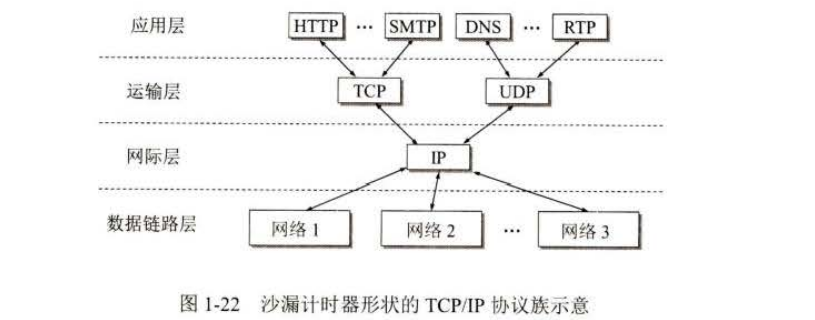 应用层 HTTP … SMTP DNS … RTP
运输层 TCP UDP
网际层 IP
数据链路层 网络 1 网络 2 … 网络 3
图 1-22 沙漏计时器形状的 TCP/IP 协议族示意